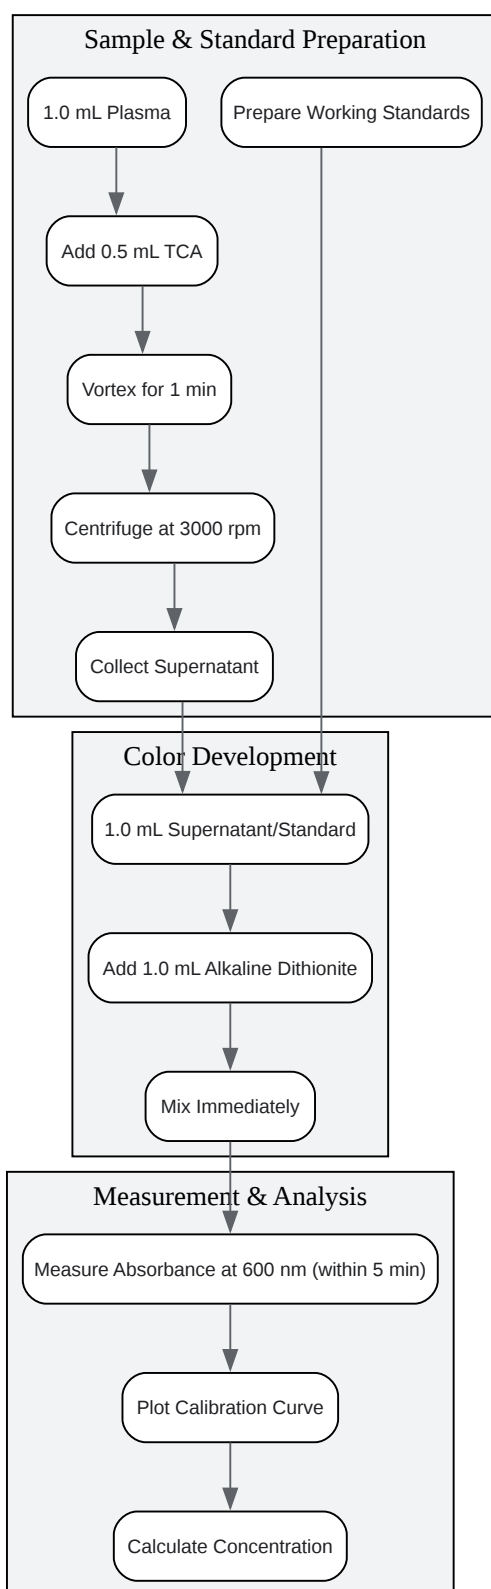 Sample & Standard Preparation
1.0 mL Plasma
Prepare Working Standards
Add 0.5 mL TCA
Vortex for 1 min
Centrifuge at 3000 rpm
Collect Supernatant
Color Development
1.0 mL Supernatant/Standard
Add 1.0 mL Alkaline Dithionite
Mix Immediately
Measurement & Analysis
Measure Absorbance at 600 nm (within 5 min)
Plot Calibration Curve
Calculate Concentration